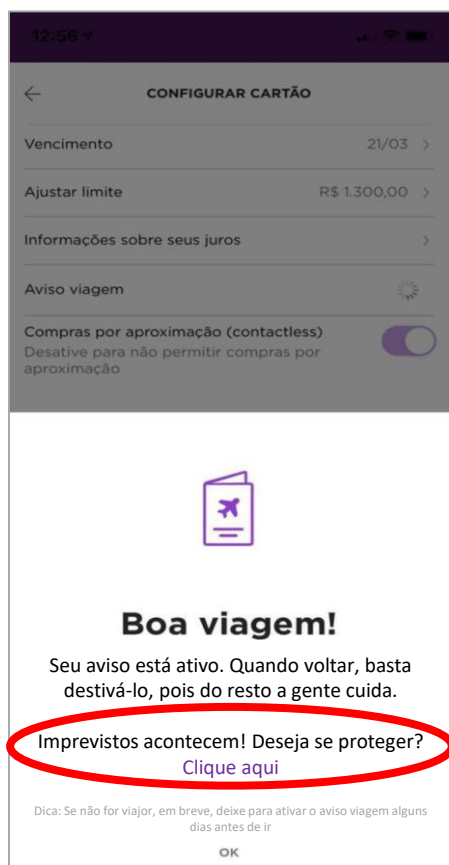 12:56
CONFIGURAR CARTÃO
Vencimento 21/03
Ajustar limite R$ 1.300,00
Informações sobre seus juros
Aviso viagem
Compras por aproximação (contactless)
Desative para não permitir compras por
aproximação
Boa viagem!
Seu aviso está ativo. Quando voltar, basta
destivá-lo, pois do resto a gente cuida.
Imprevistos acontecem! Deseja se proteger?
Clique aqui
Dica: Se não for viajor, em breve, deixe para ativar o aviso viagem alguns
dias antes de ir
OK